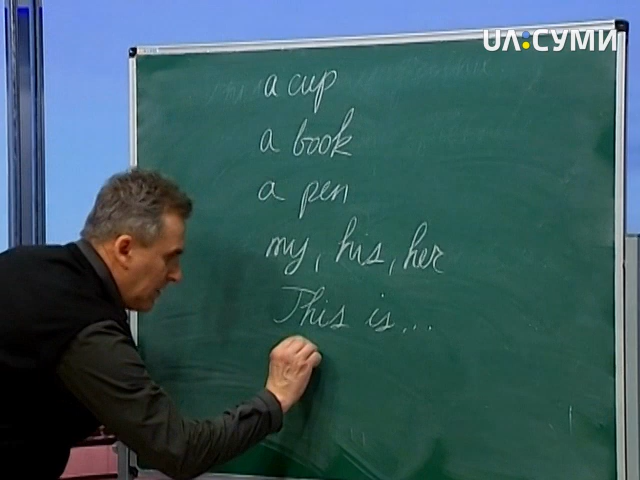 UA:СУМИ
a cup
a book
a pen
my, his, her
This is...